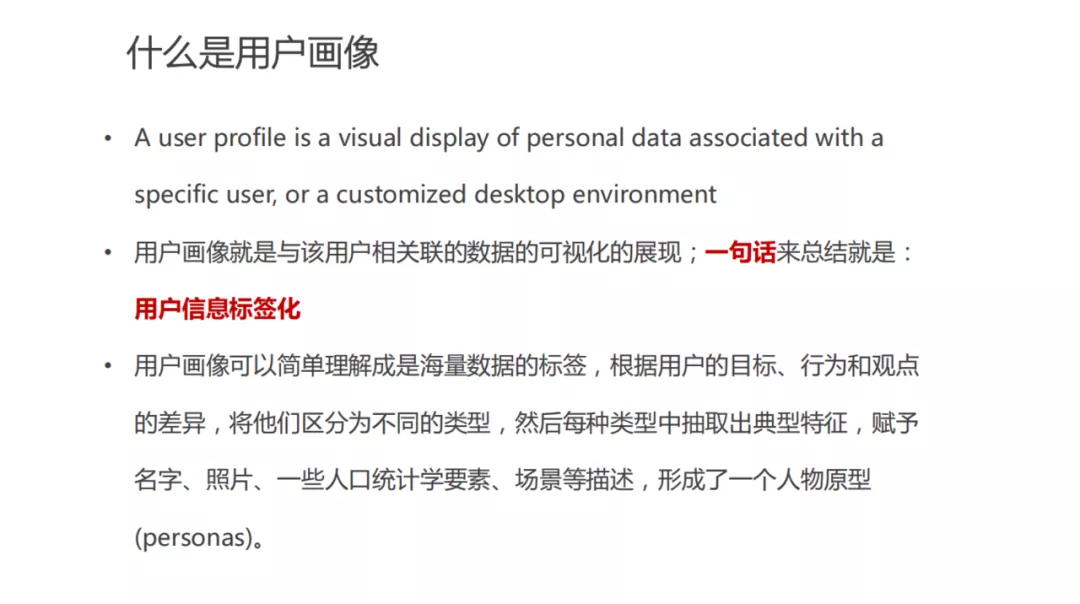 什么是用户画像
• A user profile is a visual display of personal data associated with a
specific user, or a customized desktop environment
• 用户画像就是与该用户相关联的数据的可视化的展现；一句话来总结就是：
用户信息标签化
• 用户画像可以简单理解成是海量数据的标签，根据用户的目标、行为和观点
的差异，将他们区分为不同的类型，然后每种类型中抽取出典型特征，赋予
名字、照片、一些人口统计学要素、场景等描述，形成了一个人物原型
(personas)。